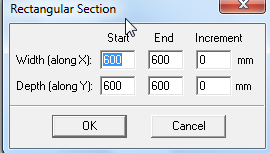 Rectangular Section
Start End Increment
Width (along X): 600 600 0 mm
Depth (along Y): 600 600 0 mm
OK Cancel